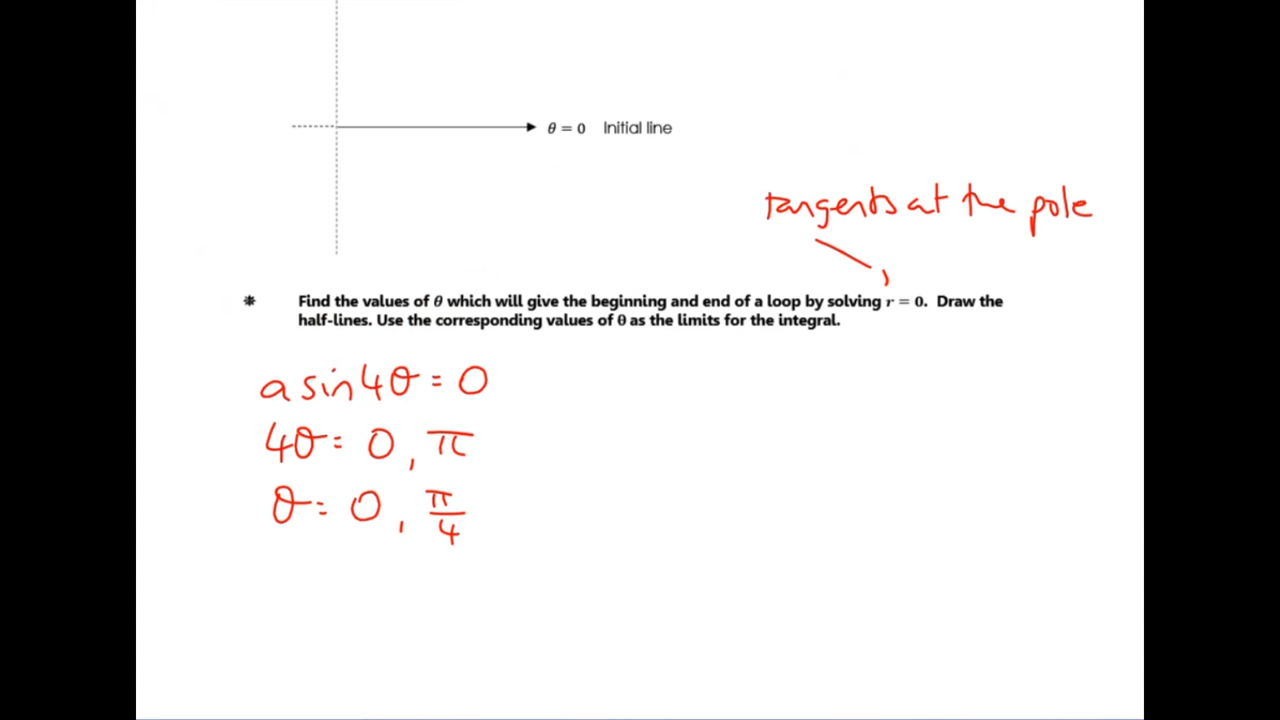 θ = 0 Initial line
tangents at the pole
* Find the values of θ which will give the beginning and end of a loop by solving r = 0. Draw the
half-lines. Use the corresponding values of θ as the limits for the integral.
a sin 4θ = 0
4θ = 0, π
θ = 0, π/4